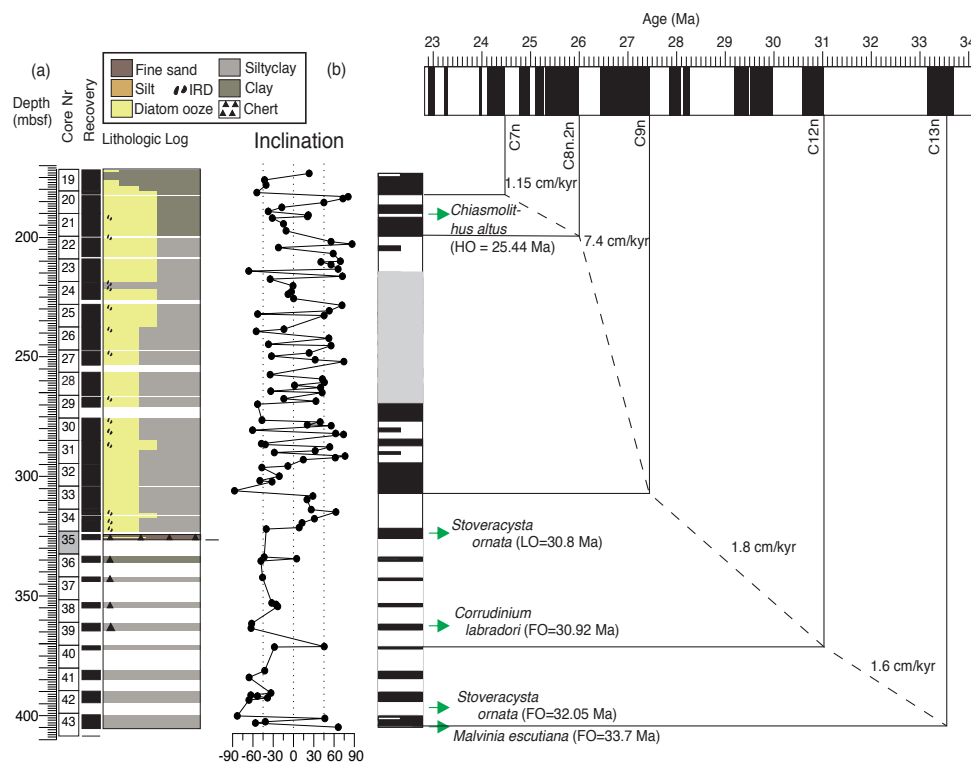 Age (Ma)
23 24 25 26 27 28 29 30 31 32 33 34
(a)
Fine sand
Silt
IRD
Diatom ooze
Siltyclay
Clay
Chert
(b)
Depth
(mbsf)
Core Nr
Recovery
Lithologic Log
Inclination
C7n
C8n.2n
C9n
C12n
C13n
19
20
21
200
22
23
24
25
26
250
27
28
29
30
31
300
32
33
34
35
36
350
37
38
39
40
41
42
400
43
1.15 cm/kyr
Chiasmolit-
hus altus
(HO = 25.44 Ma)
7.4 cm/kyr
Stoveracysta
ornata
(LO=30.8 Ma)
1.8 cm/kyr
Corrudinium
labradori (FO=30.92 Ma)
1.6 cm/kyr
Stoveracysta
ornata (FO=32.05 Ma)
Malvinia escutiana (FO=33.7 Ma)
-90 -30 30 90